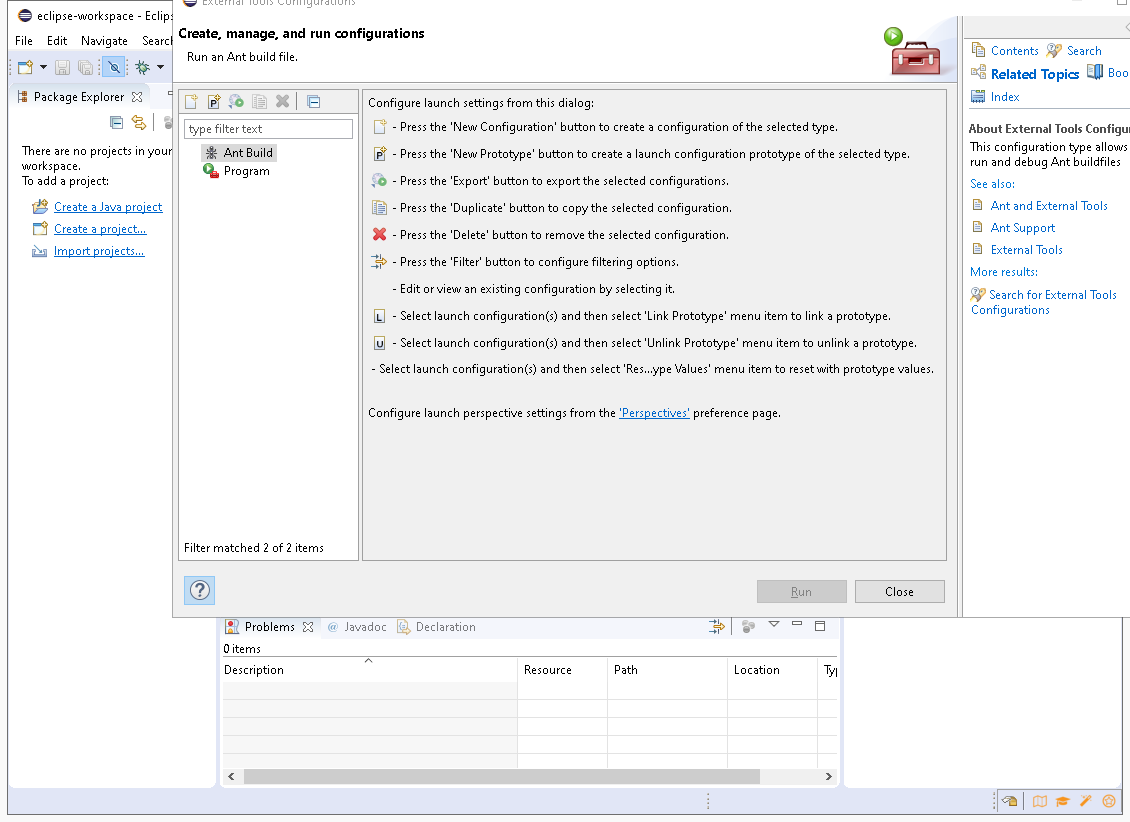 eclipse-workspace - Eclips
External Tools Configurations
File Edit Navigate Search
Create, manage, and run configurations
Run an Ant build file.
Package Explorer
There are no projects in your
workspace.
To add a project:
Create a Java project
Create a project...
Import projects...
type filter text
Ant Build
Program
Filter matched 2 of 2 items
Configure launch settings from this dialog:
- Press the 'New Configuration' button to create a configuration of the selected type.
P - Press the 'New Prototype' button to create a launch configuration prototype of the selected type.
- Press the 'Export' button to export the selected configurations.
- Press the 'Duplicate' button to copy the selected configuration.
- Press the 'Delete' button to remove the selected configuration.
- Press the 'Filter' button to configure filtering options.
- Edit or view an existing configuration by selecting it.
L - Select launch configuration(s) and then select 'Link Prototype' menu item to link a prototype.
U - Select launch configuration(s) and then select 'Unlink Prototype' menu item to unlink a prototype.
- Select launch configuration(s) and then select 'Res...ype Values' menu item to reset with prototype values.
Configure launch perspective settings from the 'Perspectives' preference page.
?
Run Close
Contents Search
Related Topics Boo
Index
About External Tools Configur
This configuration type allows
run and debug Ant buildfiles
See also:
Ant and External Tools
Ant Support
External Tools
More results:
Search for External Tools
Configurations
Problems @ Javadoc Declaration
0 items
Description Resource Path Location Typ